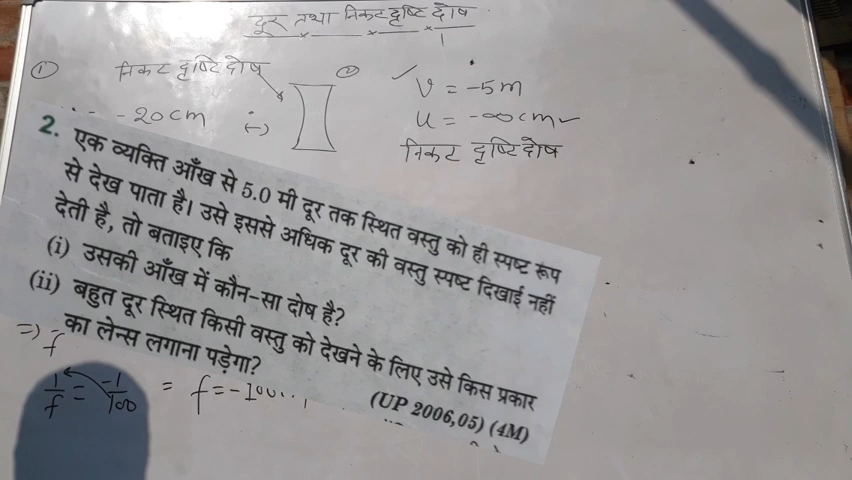 दूर तथा निकट दृष्टि दोष
① निकट दृष्टि दोष
-20cm (-)
② ✓ v = -5m
u = -∞cm ✓
निकट दृष्टि दोष
2. एक व्यक्ति आँख से 5.0 मी दूर तक स्थित वस्तु को ही स्पष्ट रूप
से देख पाता है। उसे इससे अधिक दूर की वस्तु स्पष्ट दिखाई नहीं
देती है, तो बताइए कि
(i) उसकी आँख में कौन-सा दोष है?
(ii) बहुत दूर स्थित किसी वस्तु को देखने के लिए उसे किस प्रकार
का लेन्स लगाना पड़ेगा?
(UP 2006,05) (4M)
=> f
1/f = -1/100 = f = -100